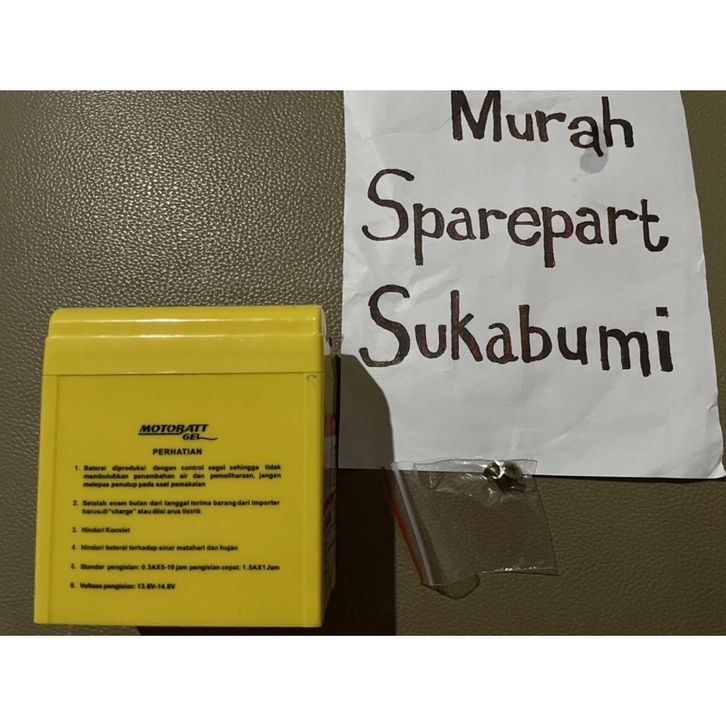 Murah
Sparepart
Sukabumi
MOTOBATT
GEL
PERHATIAN
1. Baterai diproduksi dengan control segel sehingga tidak
membutuhkan penambahan air dan pemeliharaan, jangan
melepas penutup pada saat pemakaian
2. Setelah enam bulan dari tanggal terima barang dari importer
harus di "charge" atau diisi arus listrik
3. Hindari Konslet
4. Hindari baterai terhadap sinar matahari dan hujan
5. Standar pengisian: 0.3AX5-10 jam pengisian cepat: 1.5AX1Jam
6. Voltase pengisian: 13.6V-14.8V